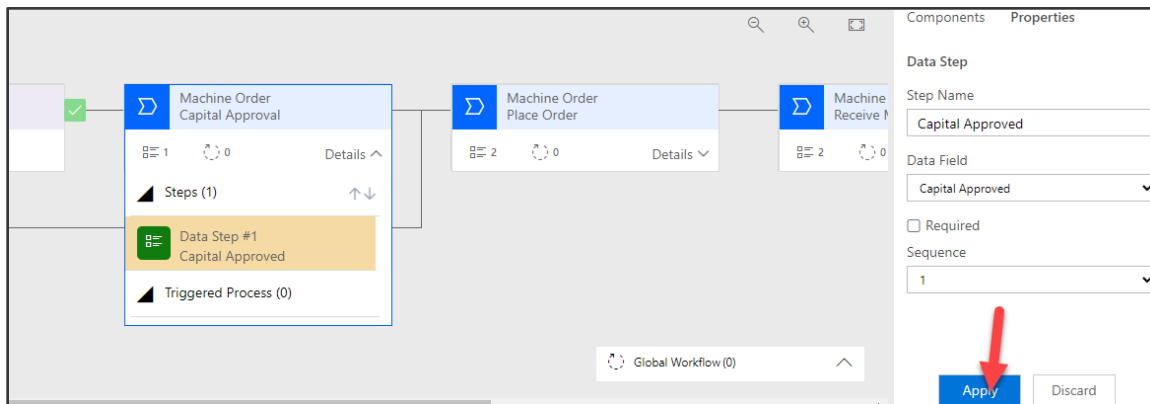 Machine Order
Capital Approval
1
0
Details
Steps (1)
Data Step #1
Capital Approved
Triggered Process (0)
Machine Order
Place Order
2
0
Details
Machine
Receive
2
0
Global Workflow (0)
Components Properties
Data Step
Step Name
Capital Approved
Data Field
Capital Approved
Required
Sequence
1
Apply Discard